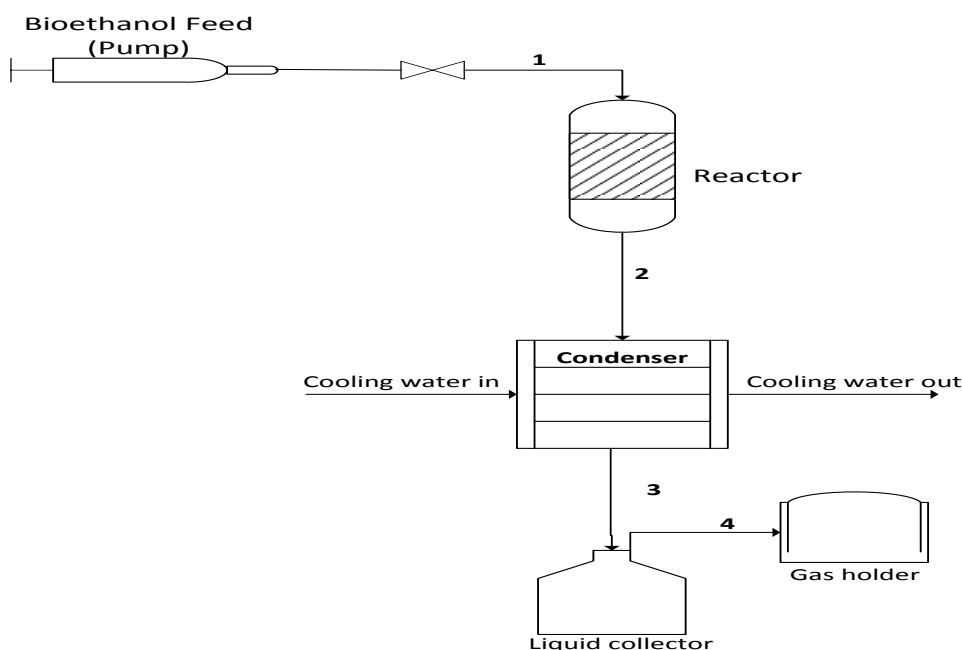 Bioethanol Feed
(Pump)
1
Reactor
2
Condenser
Cooling water in
Cooling water out
3
4
Gas holder
Liquid collector